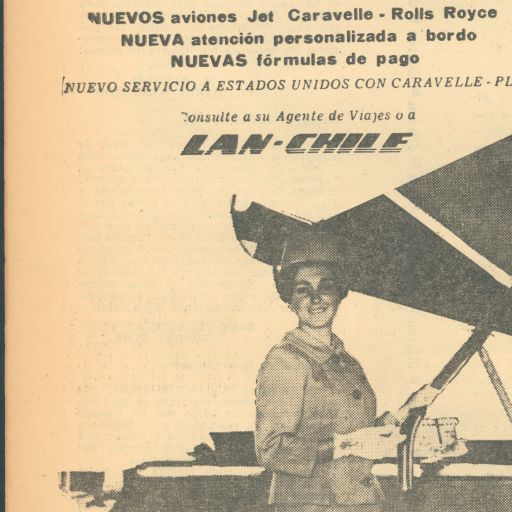 NUEVOS aviones Jet Caravelle - Rolls Royce
NUEVA atención personalizada a bordo
NUEVAS fórmulas de pago
NUEVO SERVICIO A ESTADOS UNIDOS CON CARAVELLE - PL
Consulte a su Agente de Viajes o a
LAN-CHILE